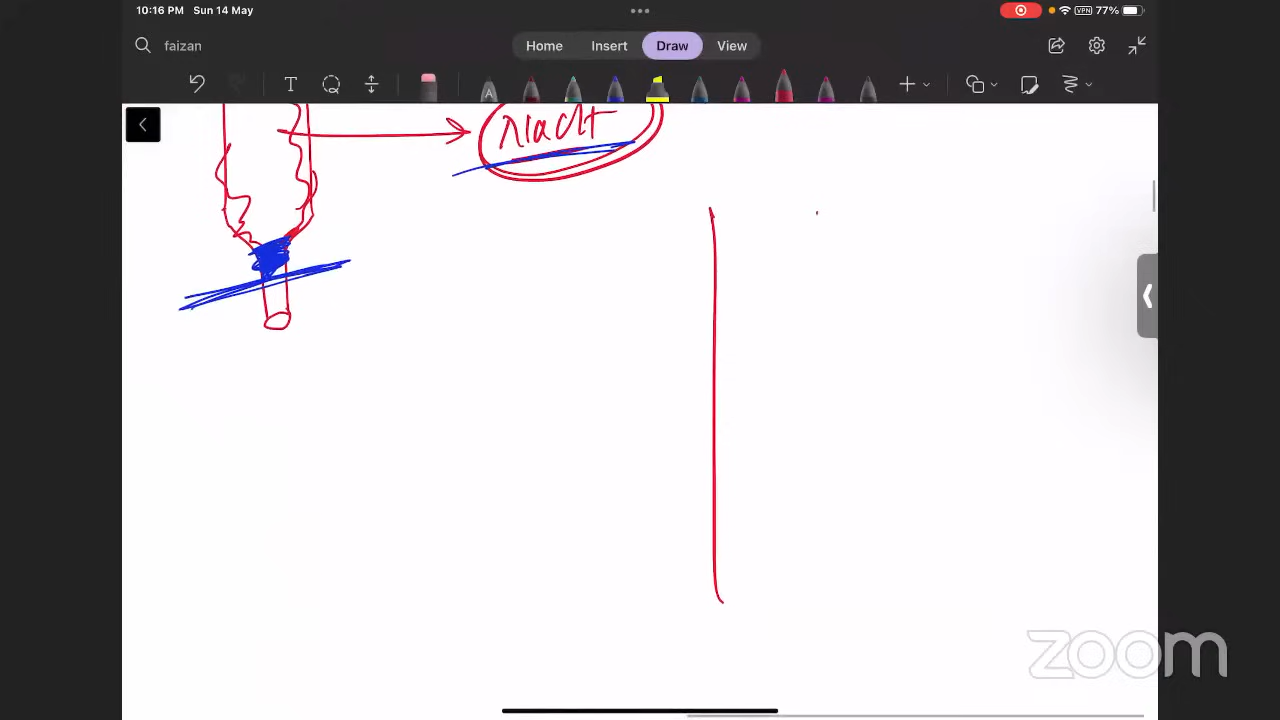 10:16 PM Sun 14 May
VPN 77%
faizan
Home Insert Draw View
T A
zoom